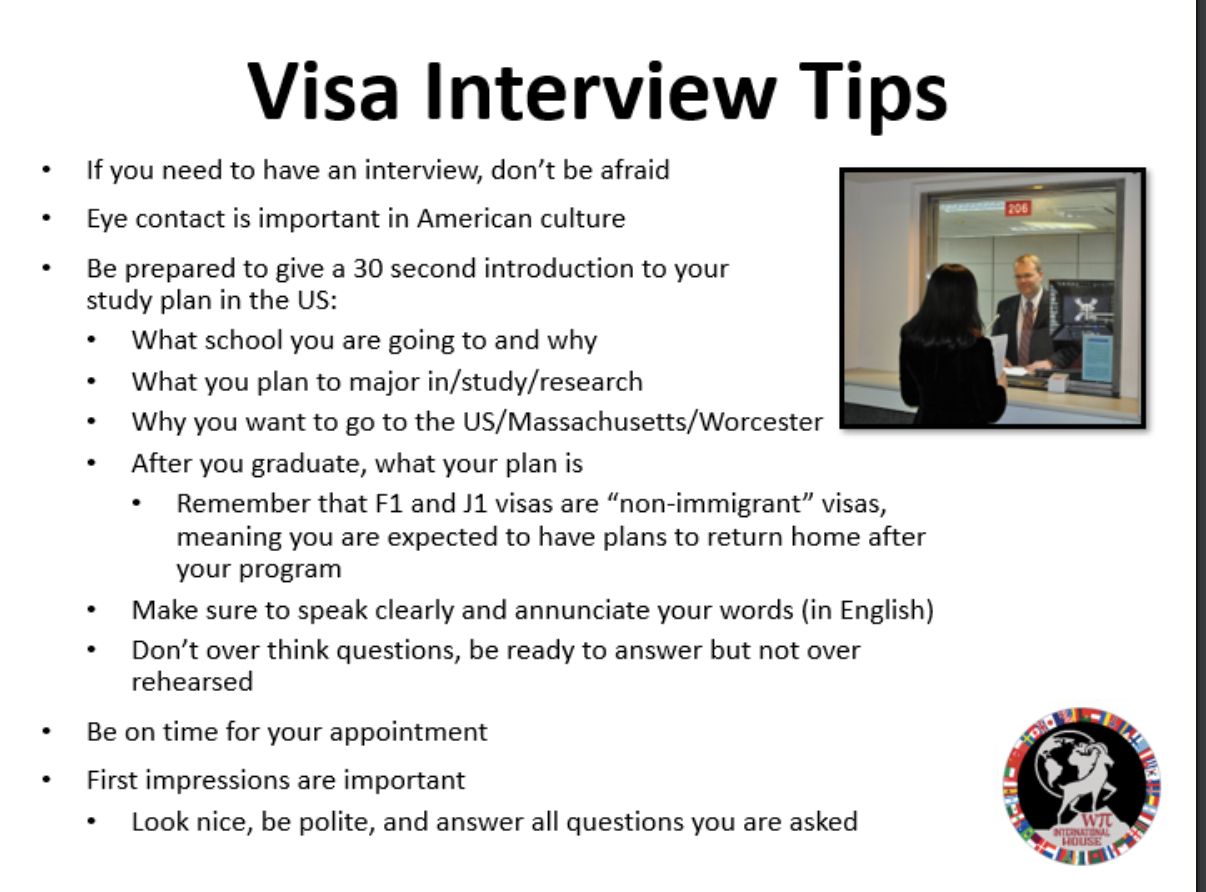 Visa Interview Tips
• If you need to have an interview, don’t be afraid
• Eye contact is important in American culture
• Be prepared to give a 30 second introduction to your
study plan in the US:
• What school you are going to and why
• What you plan to major in/study/research
• Why you want to go to the US/Massachusetts/Worcester
• After you graduate, what your plan is
• Remember that F1 and J1 visas are “non-immigrant” visas,
meaning you are expected to have plans to return home after
your program
• Make sure to speak clearly and annunciate your words (in English)
• Don’t over think questions, be ready to answer but not over
rehearsed
• Be on time for your appointment
• First impressions are important
• Look nice, be polite, and answer all questions you are asked
206
WπI
INTERNATIONAL
HOUSE